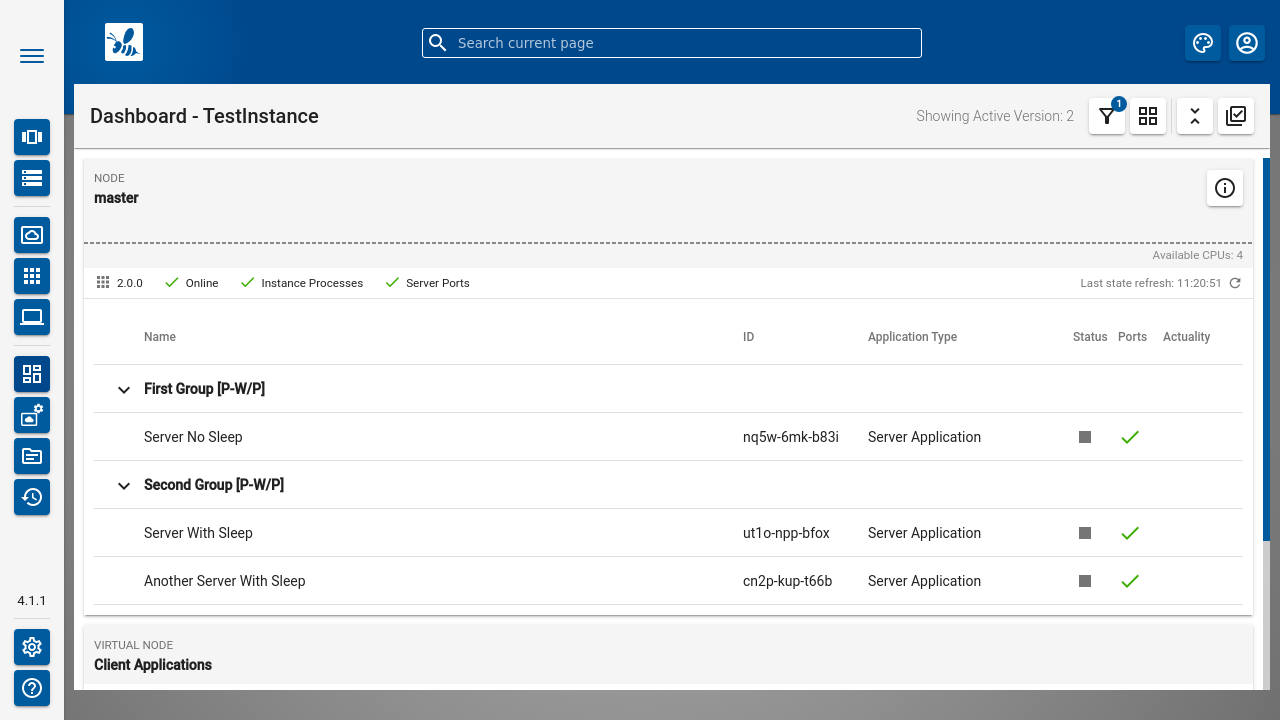 Search current page
Dashboard - TestInstance
Showing Active Version: 2
1
NODE
master
Available CPUs: 4
2.0.0 Online Instance Processes Server Ports Last state refresh: 11:20:51
Name ID Application Type Status Ports Actuality
First Group [P-W/P]
Server No Sleep nq5w-6mk-b83i Server Application
Second Group [P-W/P]
Server With Sleep ut1o-npp-bfox Server Application
Another Server With Sleep cn2p-kup-t66b Server Application
4.1.1
VIRTUAL NODE
Client Applications